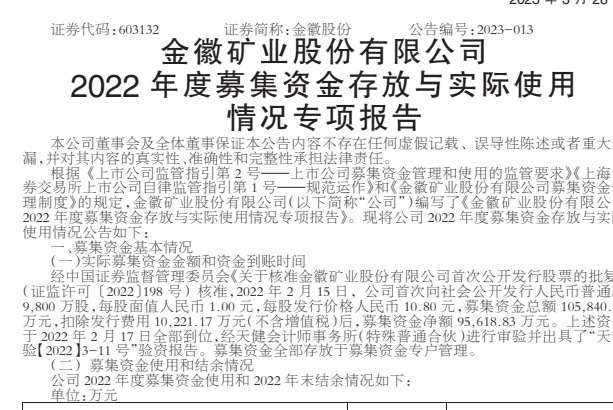 2023 年 3 月 28
证券代码:603132 证券简称:金徽股份 公告编号:2023-013
金徽矿业股份有限公司
2022 年度募集资金存放与实际使用
情况专项报告
本公司董事会及全体董事保证本公告内容不存在任何虚假记载、误导性陈述或者重大
漏,并对其内容的真实性、准确性和完整性承担法律责任。
根据《上市公司监管指引第 2 号——上市公司募集资金管理和使用的监管要求》《上海
券交易所上市公司自律监管指引第 1 号——规范运作》和《金徽矿业股份有限公司募集资金
理制度》的规定,金徽矿业股份有限公司(以下简称“公司”)编写了《金徽矿业股份有限公
2022 年度募集资金存放与实际使用情况专项报告》。现将公司 2022 年度募集资金存放与实
使用情况公告如下:
一、募集资金基本情况
(一)实际募集资金金额和资金到账时间
经中国证券监督管理委员会《关于核准金徽矿业股份有限公司首次公开发行股票的批复
(证监许可〔2022〕198 号) 核准,2022 年 2 月 15 日, 公司首次向社会公开发行人民币普通
9,800 万股,每股面值人民币 1.00 元,每股发行价格人民币 10.80 元,募集资金总额 105,840.
万元,扣除发行费用 10,221.17 万元(不含增值税)后,募集资金净额 95,618.83 万元。上述资
于 2022 年 2 月 17 日全部到位,经天健会计师事务所(特殊普通合伙)进行审验并出具了“天
验【2022】3-11 号”验资报告。募集资金全部存放于募集资金专户管理。
(二) 募集资金使用和结余情况
公司 2022 年度募集资金使用和 2022 年末结余情况如下:
单位:万元